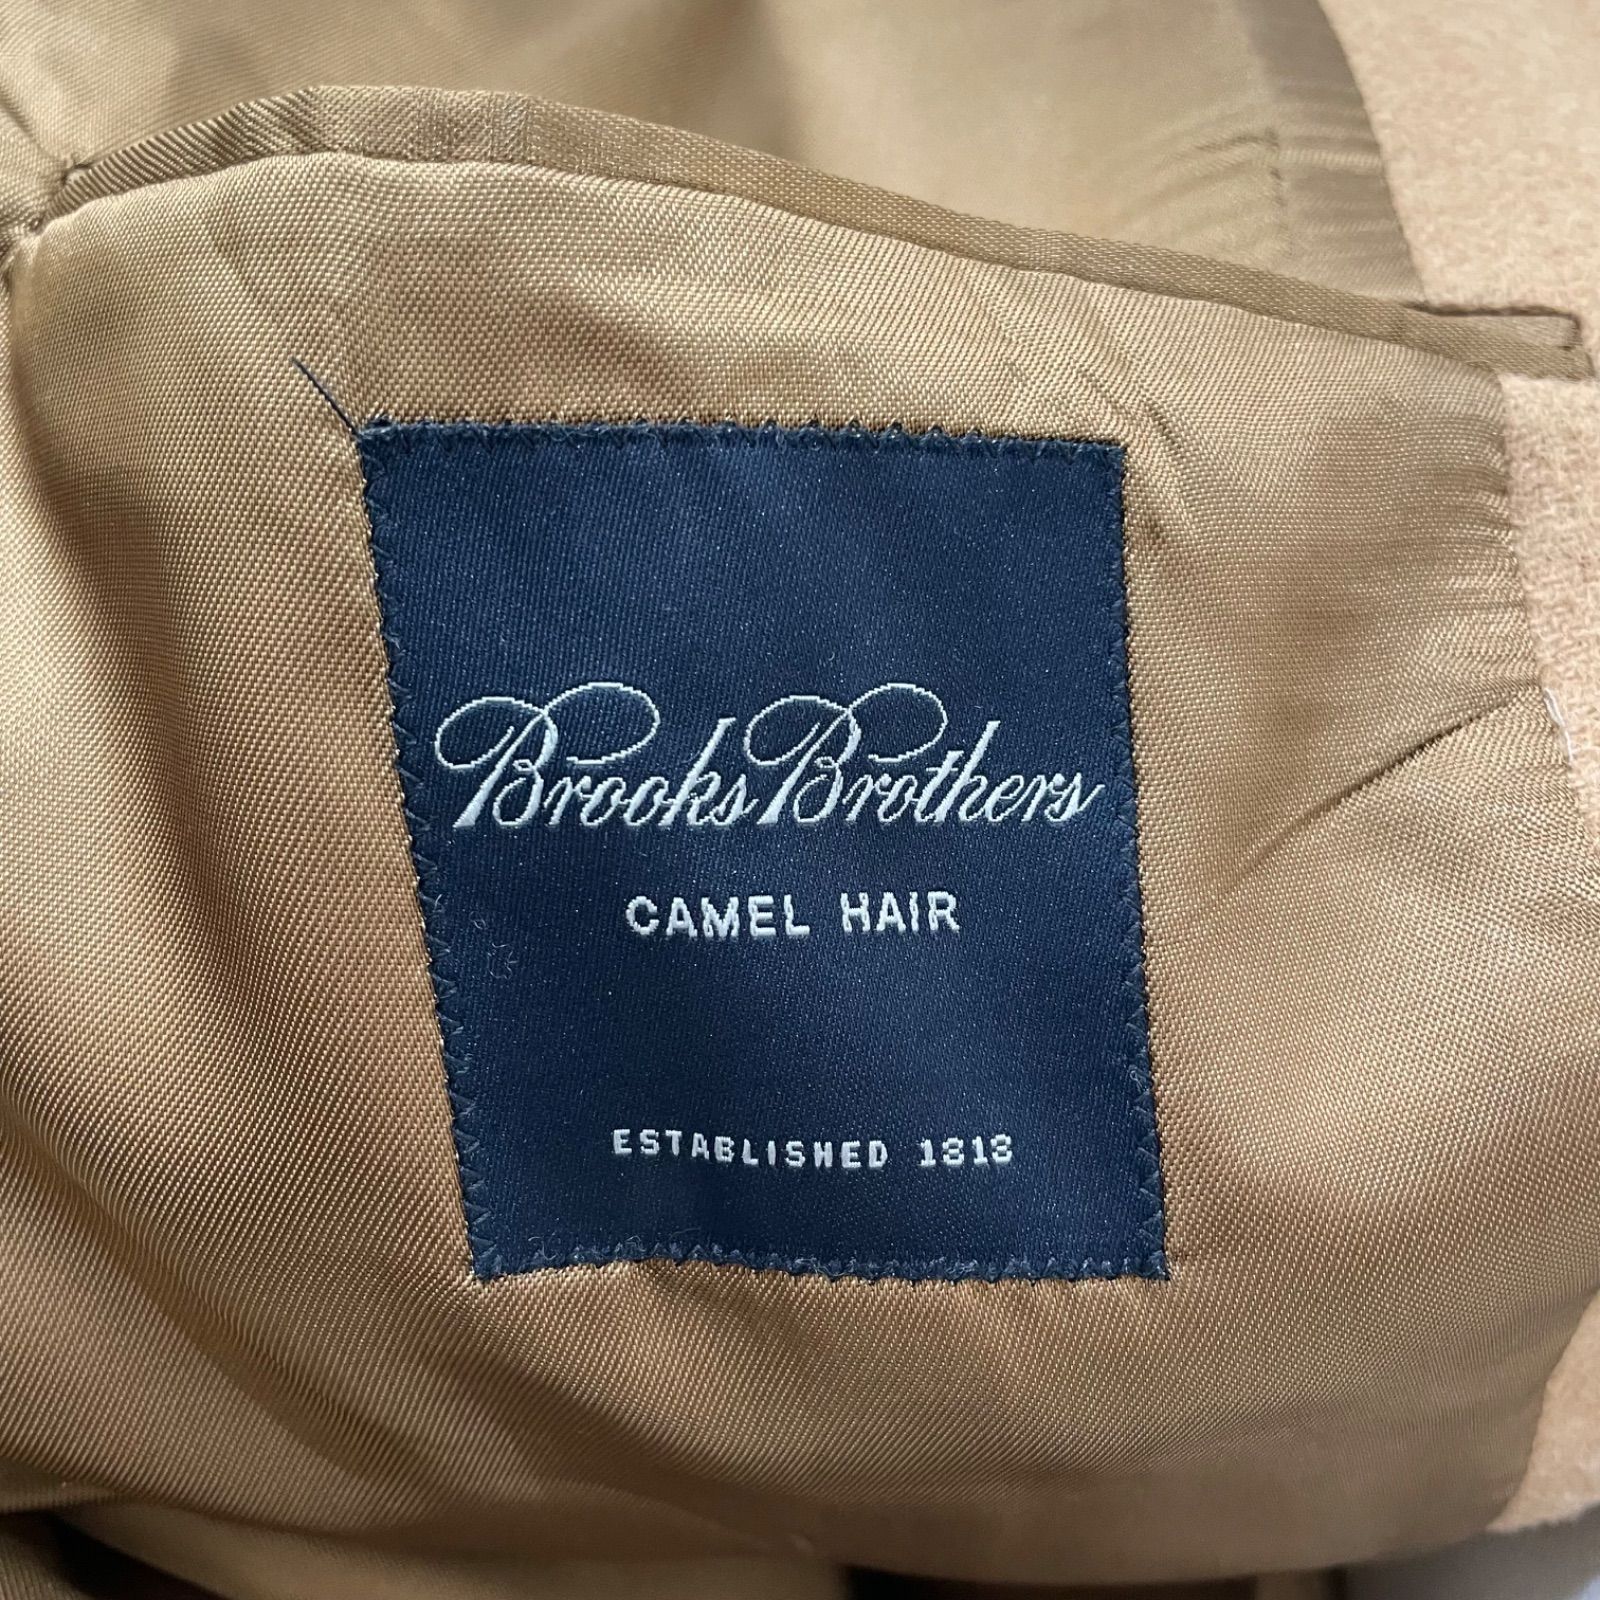 Brooks Brothers
CAMEL HAIR
ESTABLISHED 1818